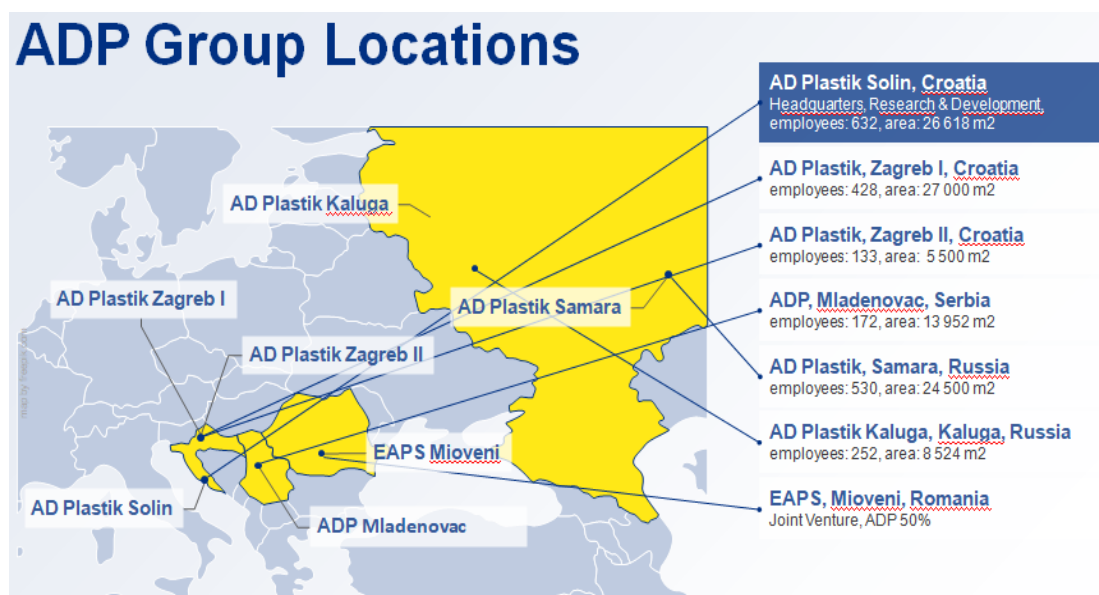 ADP Group Locations
AD Plastik Solin, Croatia
Headquarters, Research & Development,
employees: 632, area: 26 618 m2
AD Plastik, Zagreb I, Croatia
employees: 428, area: 27 000 m2
AD Plastik, Zagreb II, Croatia
employees: 133, area: 5 500 m2
ADP, Mladenovac, Serbia
employees: 172, area: 13 952 m2
AD Plastik, Samara, Russia
employees: 530, area: 24 500 m2
AD Plastik Kaluga, Kaluga, Russia
employees: 252, area: 8 524 m2
EAPS, Mioveni, Romania
Joint Venture, ADP 50%
AD Plastik Kaluga
AD Plastik Zagreb I
AD Plastik Samara
AD Plastik Zagreb II
EAPS Mioveni
AD Plastik Solin
ADP Mladenovac